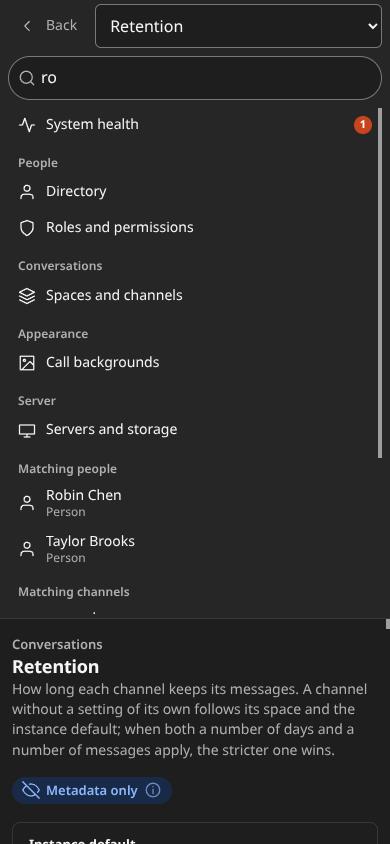 Back
Retention
ro
System health
1
People
Directory
Roles and permissions
Conversations
Spaces and channels
Appearance
Call backgrounds
Server
Servers and storage
Matching people
Robin Chen
Person
Taylor Brooks
Person
Matching channels
Conversations
Retention
How long each channel keeps its messages. A channel
without a setting of its own follows its space and the
instance default; when both a number of days and a
number of messages apply, the stricter one wins.
Metadata only
Instance default